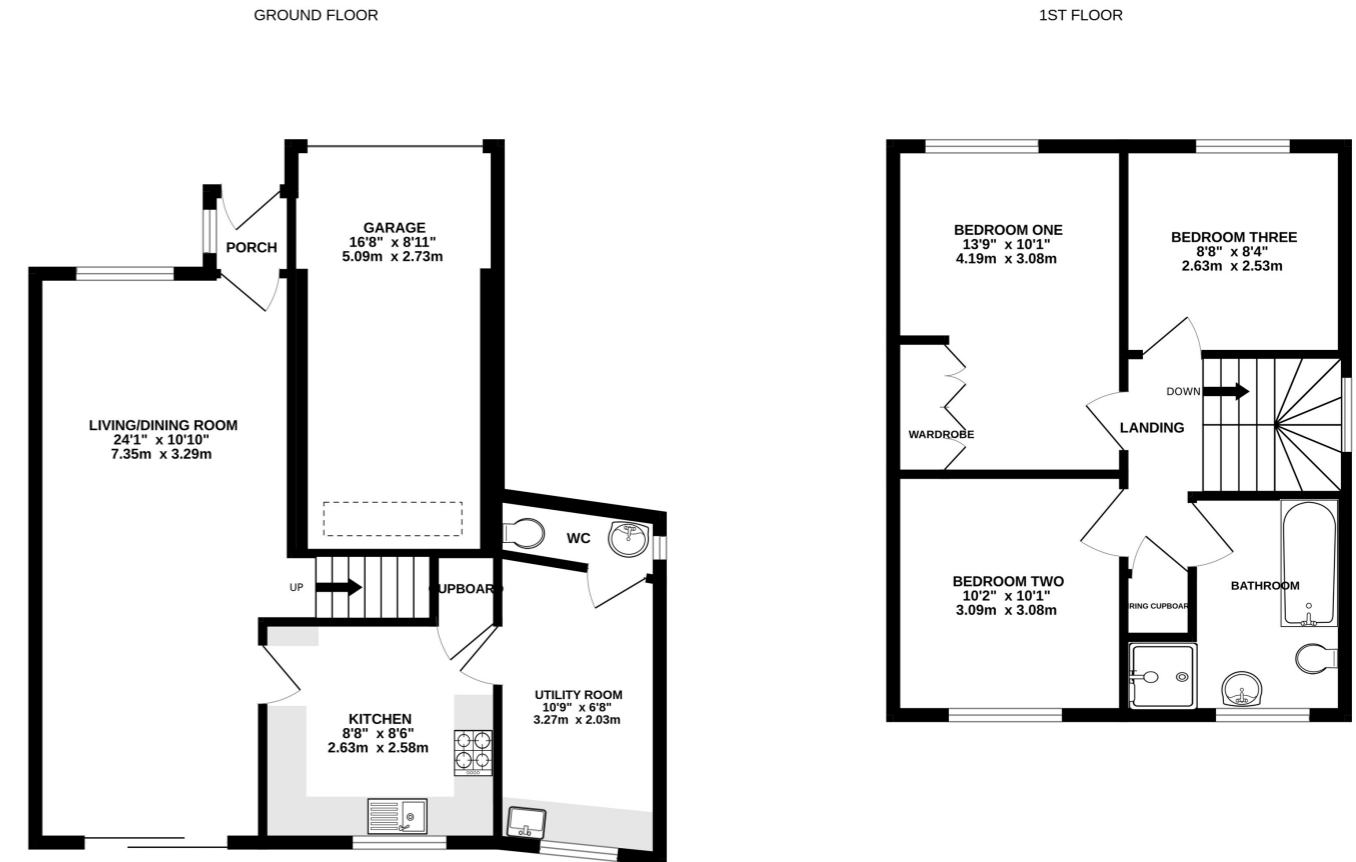 GROUND FLOOR
1ST FLOOR
PORCH
GARAGE
16'8" x 8'11"
5.09m x 2.73m
LIVING/DINING ROOM
24'1" x 10'10"
7.35m x 3.29m
UP
CUPBOARD
WC
KITCHEN
8'8" x 8'6"
2.63m x 2.58m
UTILITY ROOM
10'9" x 6'8"
3.27m x 2.03m
BEDROOM ONE
13'9" x 10'1"
4.19m x 3.08m
BEDROOM THREE
8'8" x 8'4"
2.63m x 2.53m
DOWN
LANDING
WARDROBE
BEDROOM TWO
10'2" x 10'1"
3.09m x 3.08m
BATHROOM
RING CUPBOAR